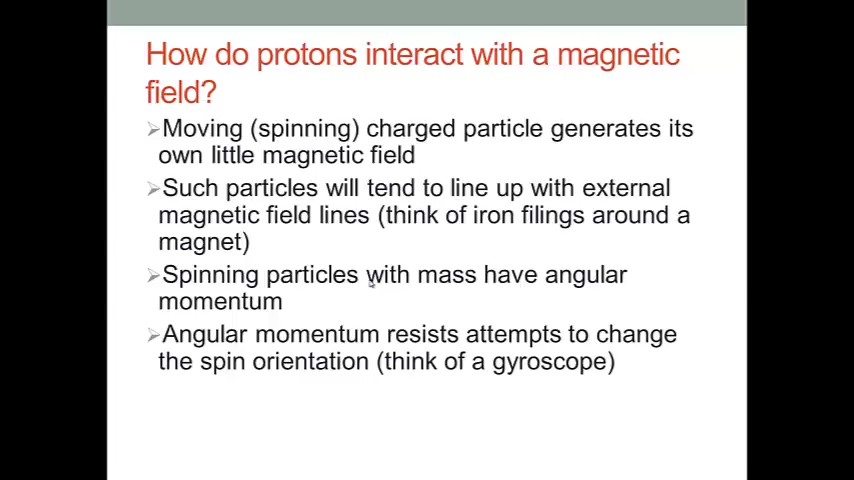 How do protons interact with a magnetic
field?
➢Moving (spinning) charged particle generates its
own little magnetic field
➢Such particles will tend to line up with external
magnetic field lines (think of iron filings around a
magnet)
➢Spinning particles with mass have angular
momentum
➢Angular momentum resists attempts to change
the spin orientation (think of a gyroscope)